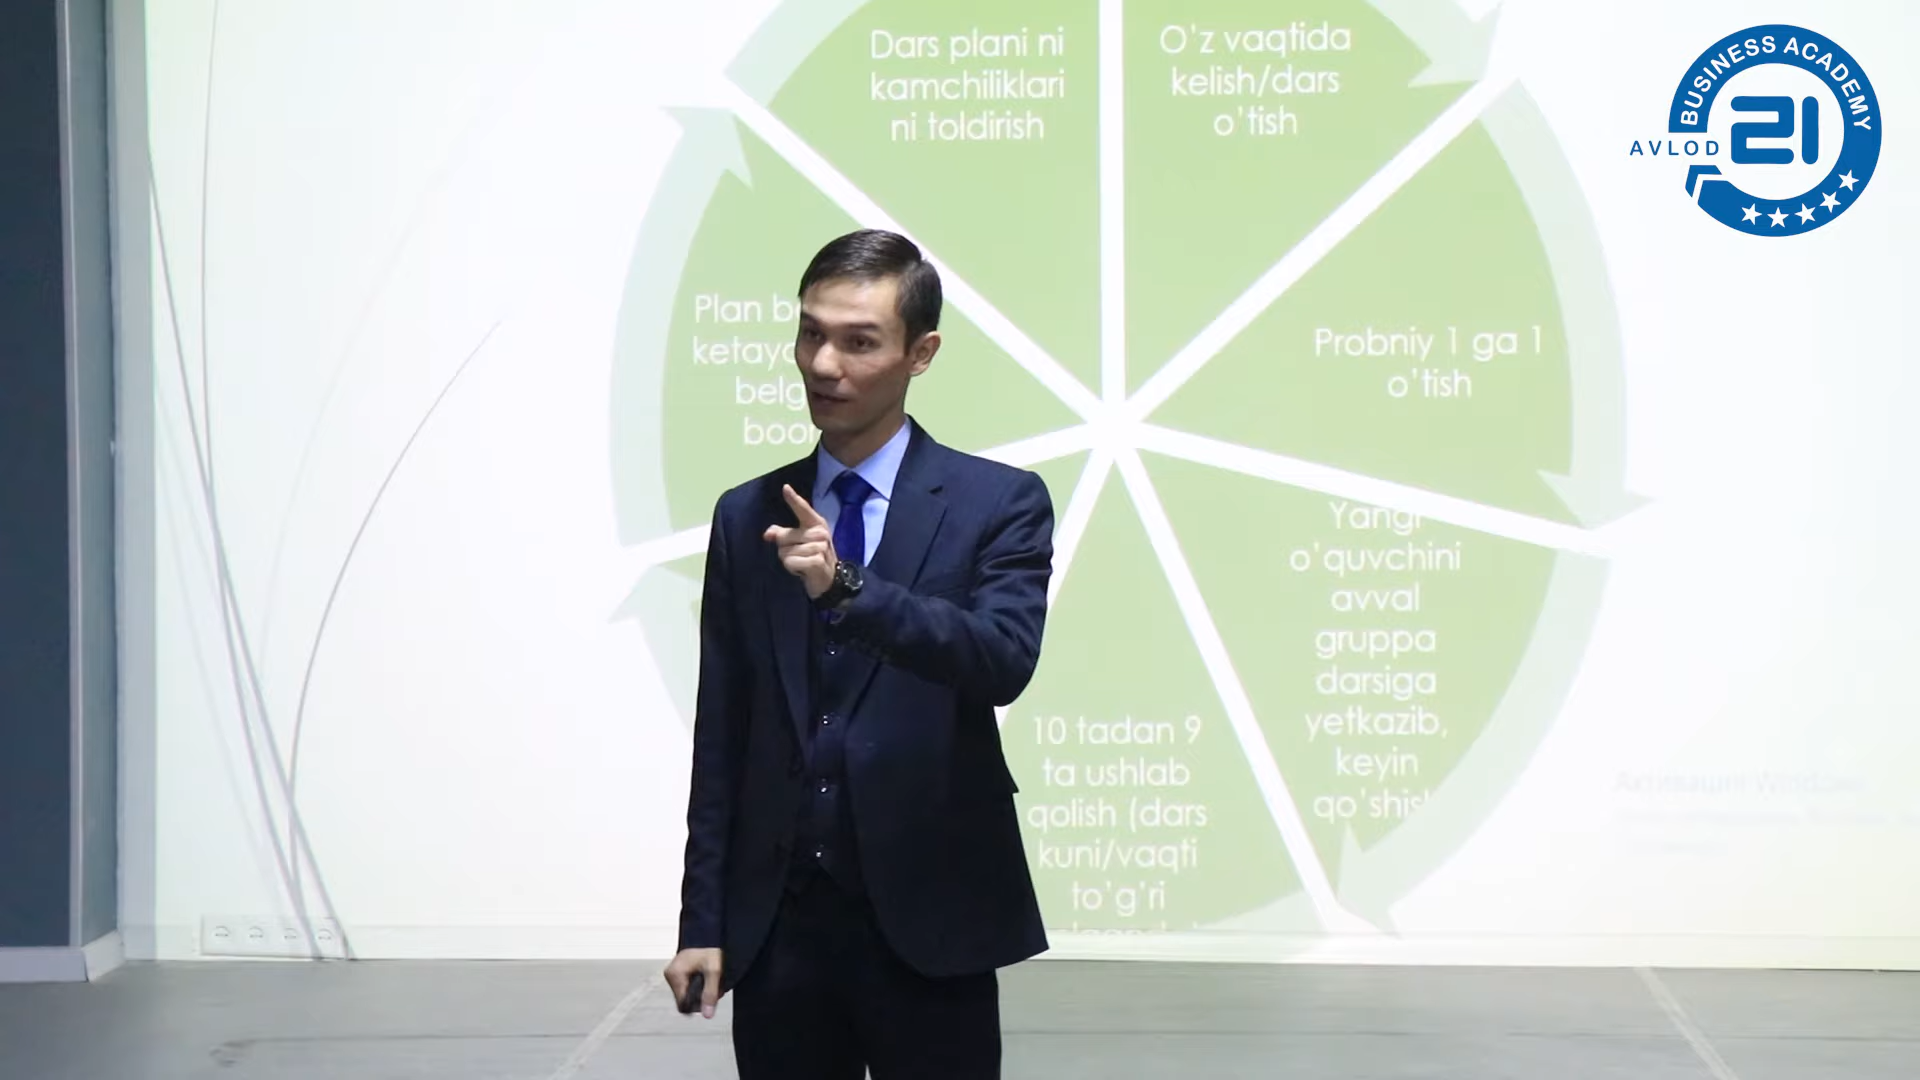 Dars plani ni
kamchiliklari
ni toldirish
O'z vaqtida
kelish/dars
o'tish
BUSINESS ACADEMY
AVLOD 21
Plan
Probniy 1 ga 1
o'tish
Yangi
o'quvchini
avval
gruppa
darsiga
yetkazib,
keyin
10 tadan 9
ta ushlab
qolish (dars
kuni/vaqti
to'g'ri